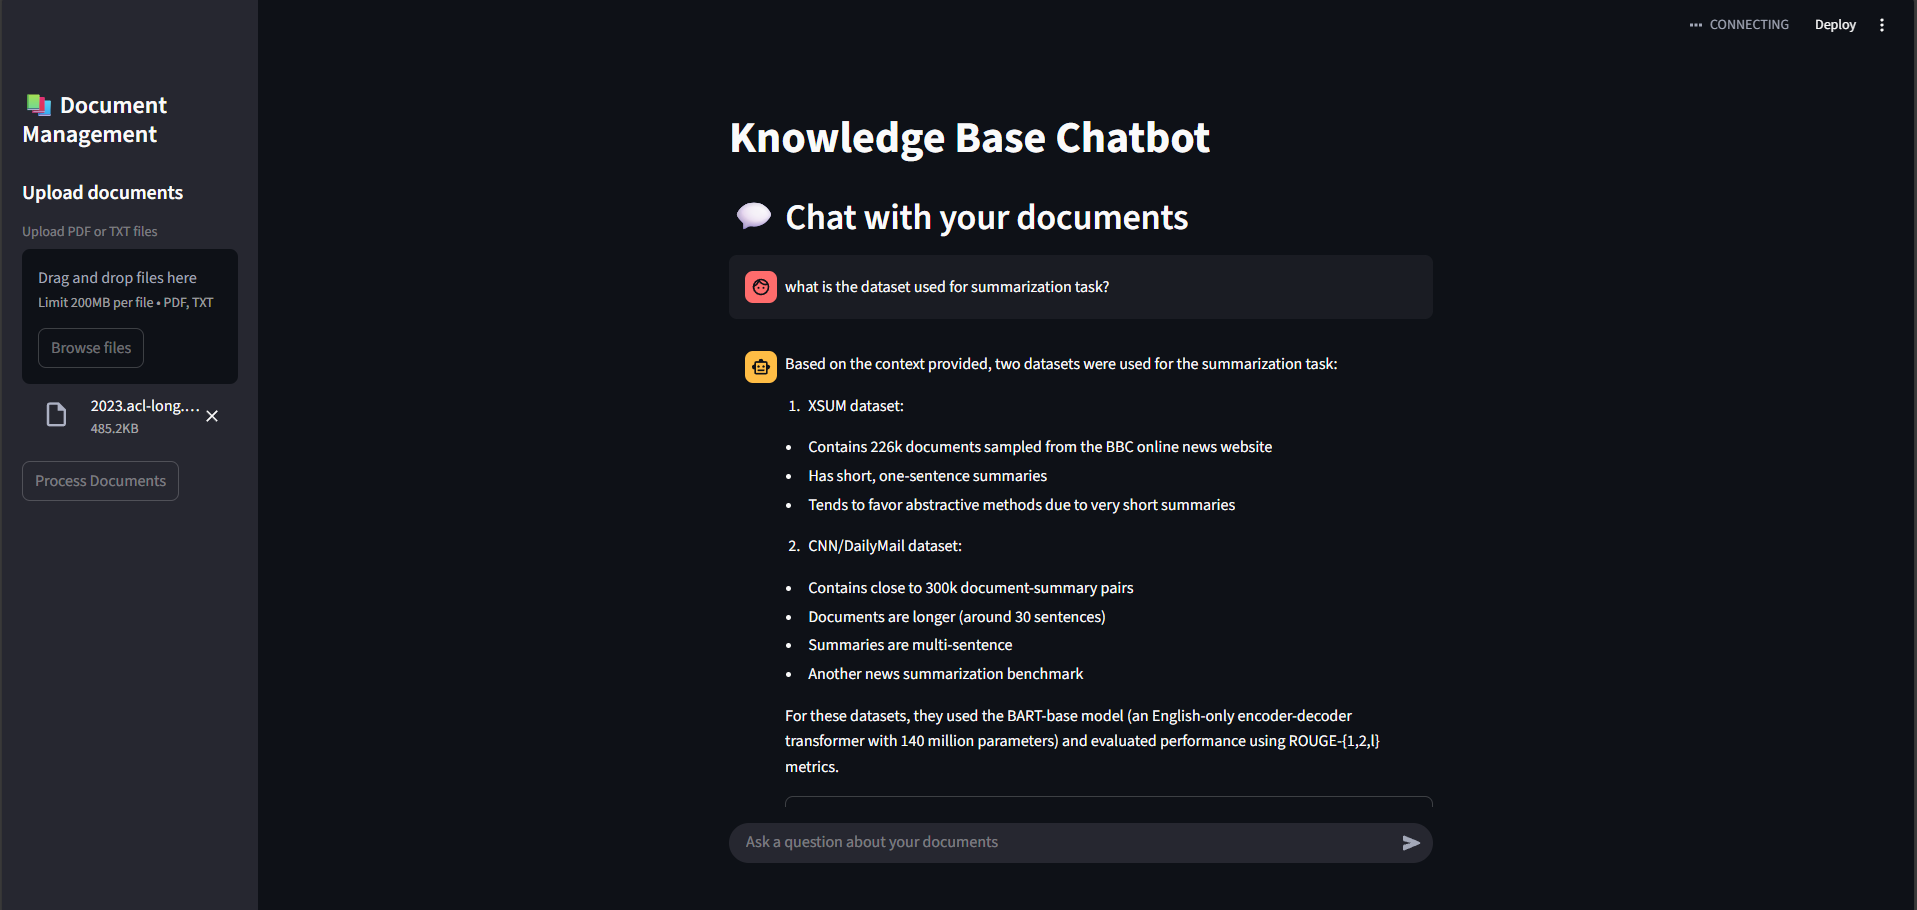 CONNECTING
Deploy
Document
Management
Upload documents
Upload PDF or TXT files
Drag and drop files here
Limit 200MB per file • PDF, TXT
Browse files
2023.acl-long....
485.2KB
Process Documents
Knowledge Base Chatbot
Chat with your documents
what is the dataset used for summarization task?
Based on the context provided, two datasets were used for the summarization task:
1. XSUM dataset:
• Contains 226k documents sampled from the BBC online news website
• Has short, one-sentence summaries
• Tends to favor abstractive methods due to very short summaries
2. CNN/DailyMail dataset:
• Contains close to 300k document-summary pairs
• Documents are longer (around 30 sentences)
• Summaries are multi-sentence
• Another news summarization benchmark
For these datasets, they used the BART-base model (an English-only encoder-decoder
transformer with 140 million parameters) and evaluated performance using ROUGE-{1,2,l}
metrics.
Ask a question about your documents